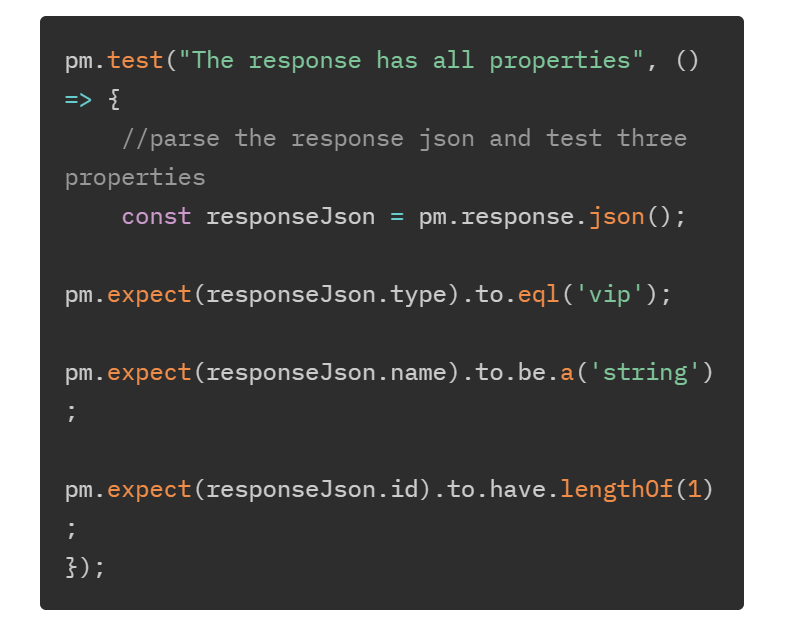 pm.test("The response has all properties", ()
=> {
    //parse the response json and test three
properties
    const responseJson = pm.response.json();

pm.expect(responseJson.type).to.eql('vip');

pm.expect(responseJson.name).to.be.a('string')
;

pm.expect(responseJson.id).to.have.lengthOf(1)
;
});